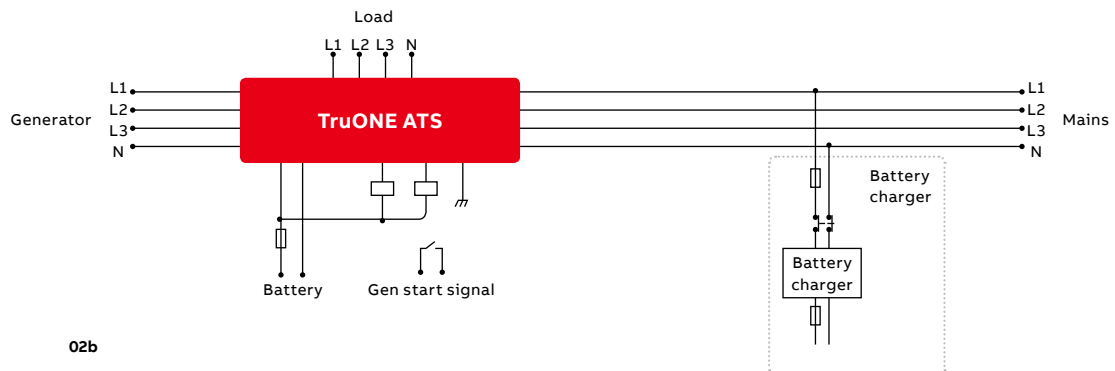 Load
L1 L2 L3 N
L1
L2
Generator
L3
N
TruONE ATS
L1
L2
Mains
L3
N
Battery
charger
Battery
charger
Battery
Gen start signal
02b